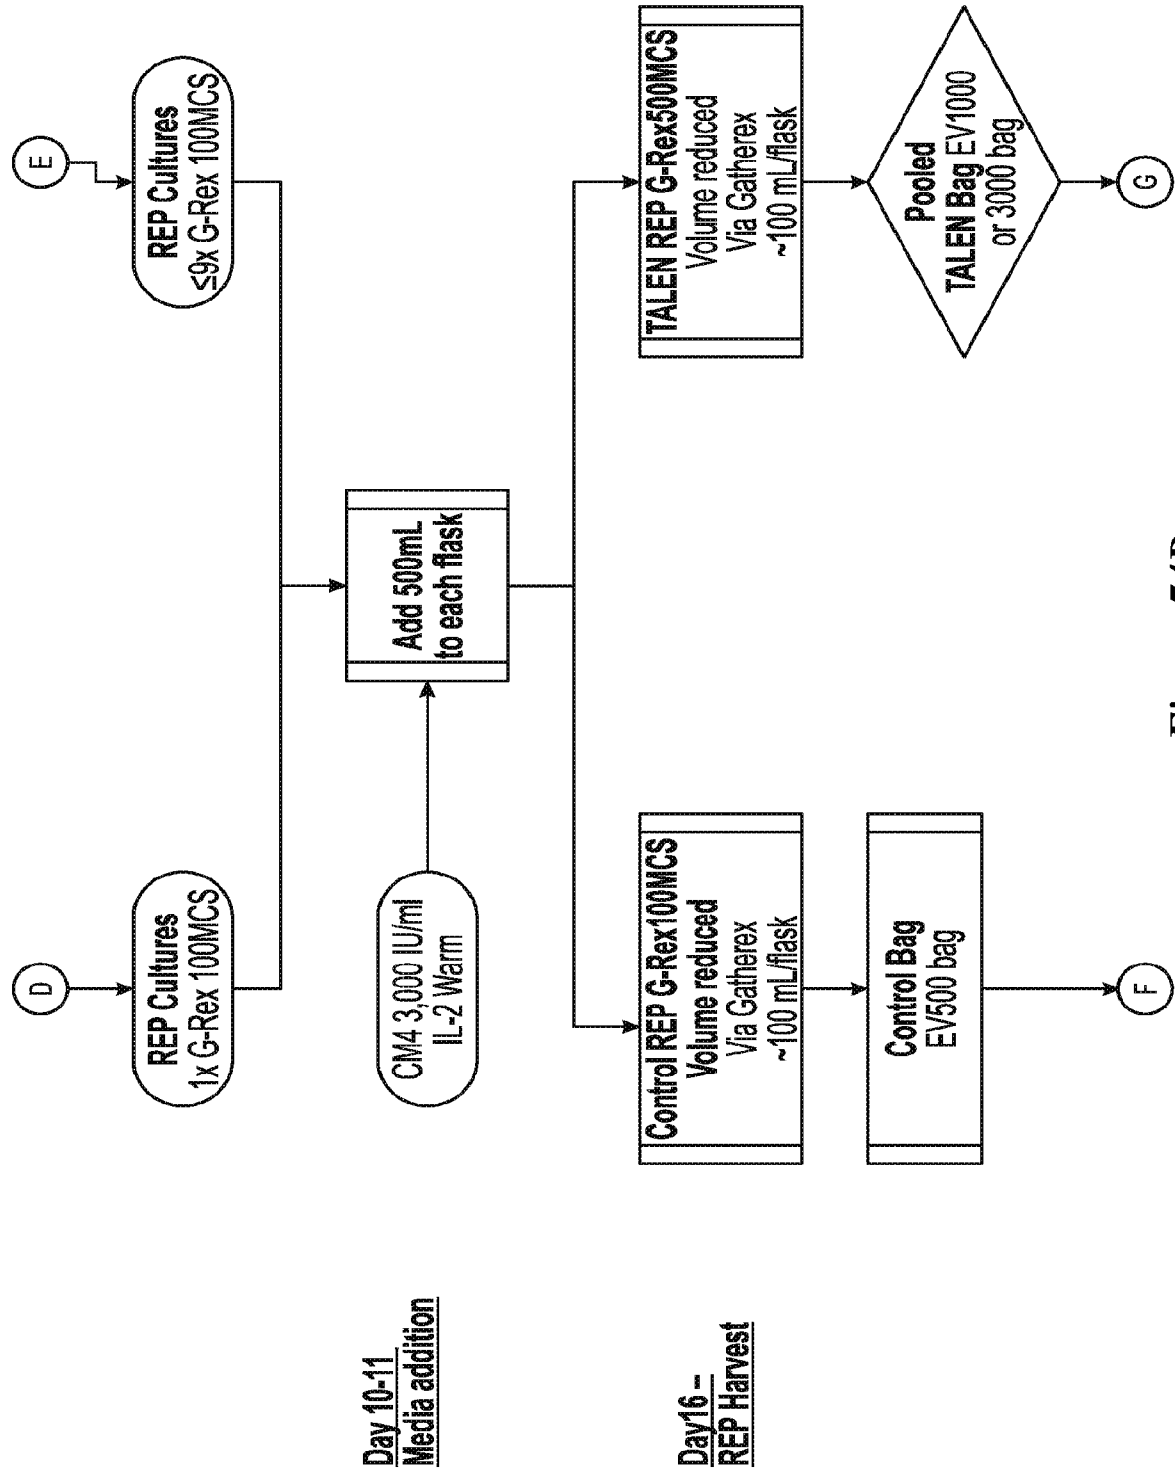 D
E
REP Cultures
1x G-Rex 100MCS
REP Cultures
≤9x G-Rex 100MCS
Day 10-11
Media addition
CM4 3,000 IU/ml
IL-2 Warm
Add 500mL
to each flask
Day16 –
REP Harvest
Control REP G-Rex100MCS
Volume reduced
Via Gatherex
~100 mL/flask
TALEN REP G-Rex500MCS
Volume reduced
Via Gatherex
~100 mL/flask
Control Bag
EV500 bag
Pooled
TALEN Bag EV1000
or 3000 bag
F
G